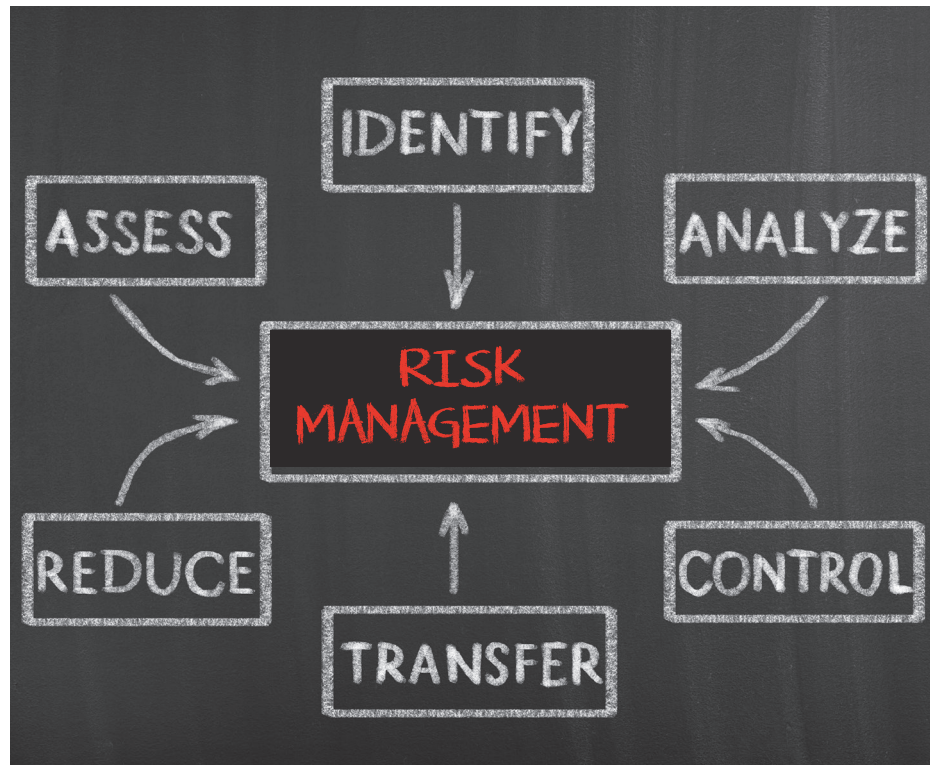 IDENTIFY
ASSESS
ANALYZE
RISK
MANAGEMENT
REDUCE
CONTROL
TRANSFER